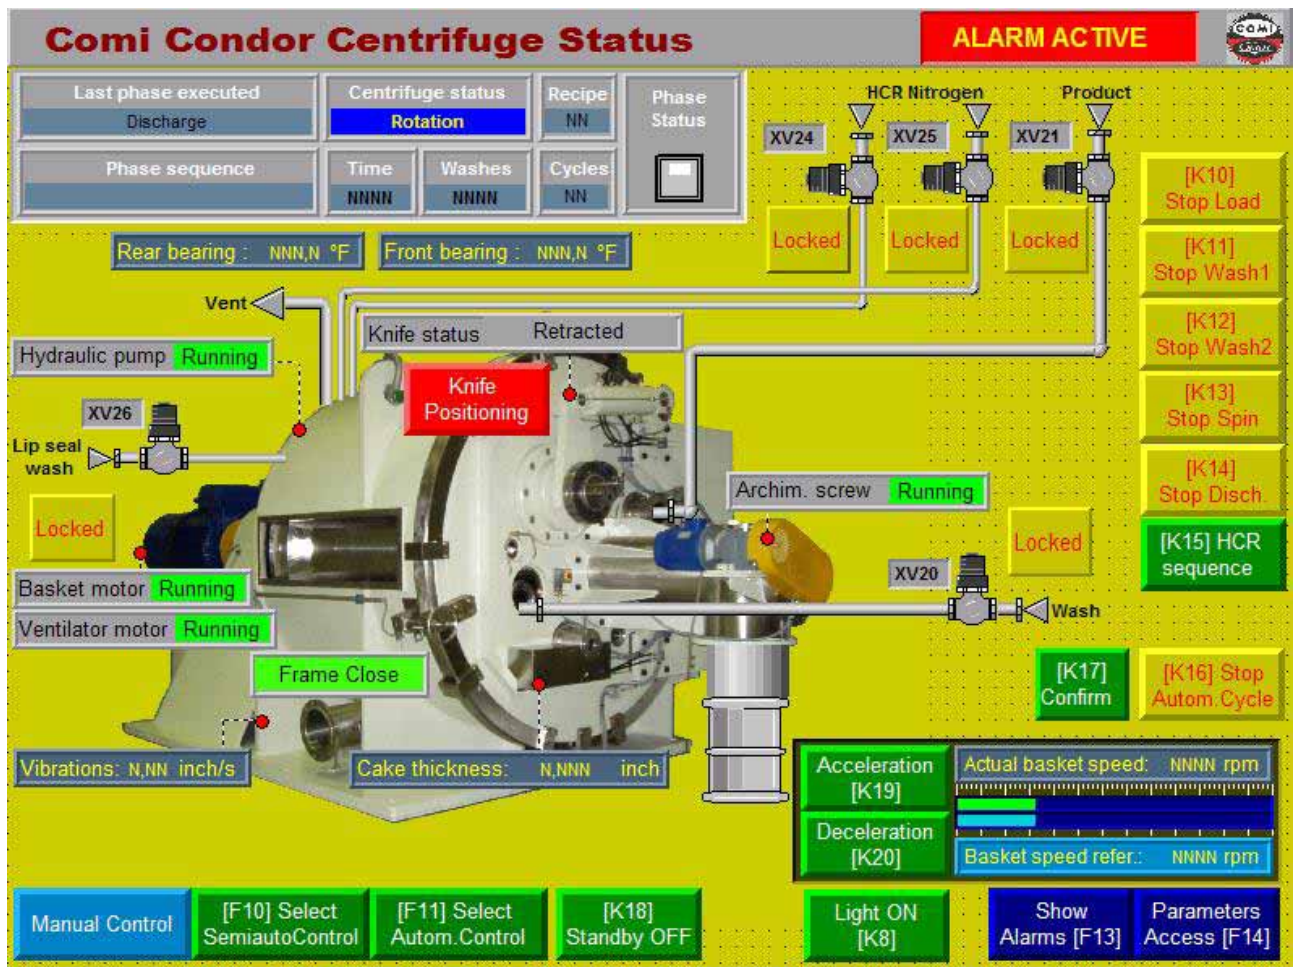 Comi Condor Centrifuge Status
ALARM ACTIVE
COMI
Last phase executed
Discharge
Centrifuge status
Rotation
Recipe
NN
Phase
Status
Phase sequence
Time
NNNN
Washes
NNNN
Cycles
NN
HCR Nitrogen
Product
XV24
XV25
XV21
Locked
Locked
Locked
[K10]
Stop Load
[K11]
Stop Wash1
[K12]
Stop Wash2
[K13]
Stop Spin
[K14]
Stop Disch.
[K15] HCR
sequence
Rear bearing : NNN,N °F
Front bearing : NNN,N °F
Vent
Knife status Retracted
Hydraulic pump Running
Knife
Positioning
XV26
Lip seal
wash
Locked
Archim. screw Running
Locked
XV20
Wash
Basket motor Running
Ventilator motor Running
Frame Close
[K17]
Confirm
[K16] Stop
Autom.Cycle
Vibrations: N,NN inch/s
Cake thickness: N,NNN inch
Acceleration
[K19]
Actual basket speed: NNNN rpm
Deceleration
[K20]
Basket speed refer.: NNNN rpm
Manual Control
[F10] Select
SemiautoControl
[F11] Select
Autom.Control
[K18]
Standby OFF
Light ON
[K8]
Show
Alarms [F13]
Parameters
Access [F14]